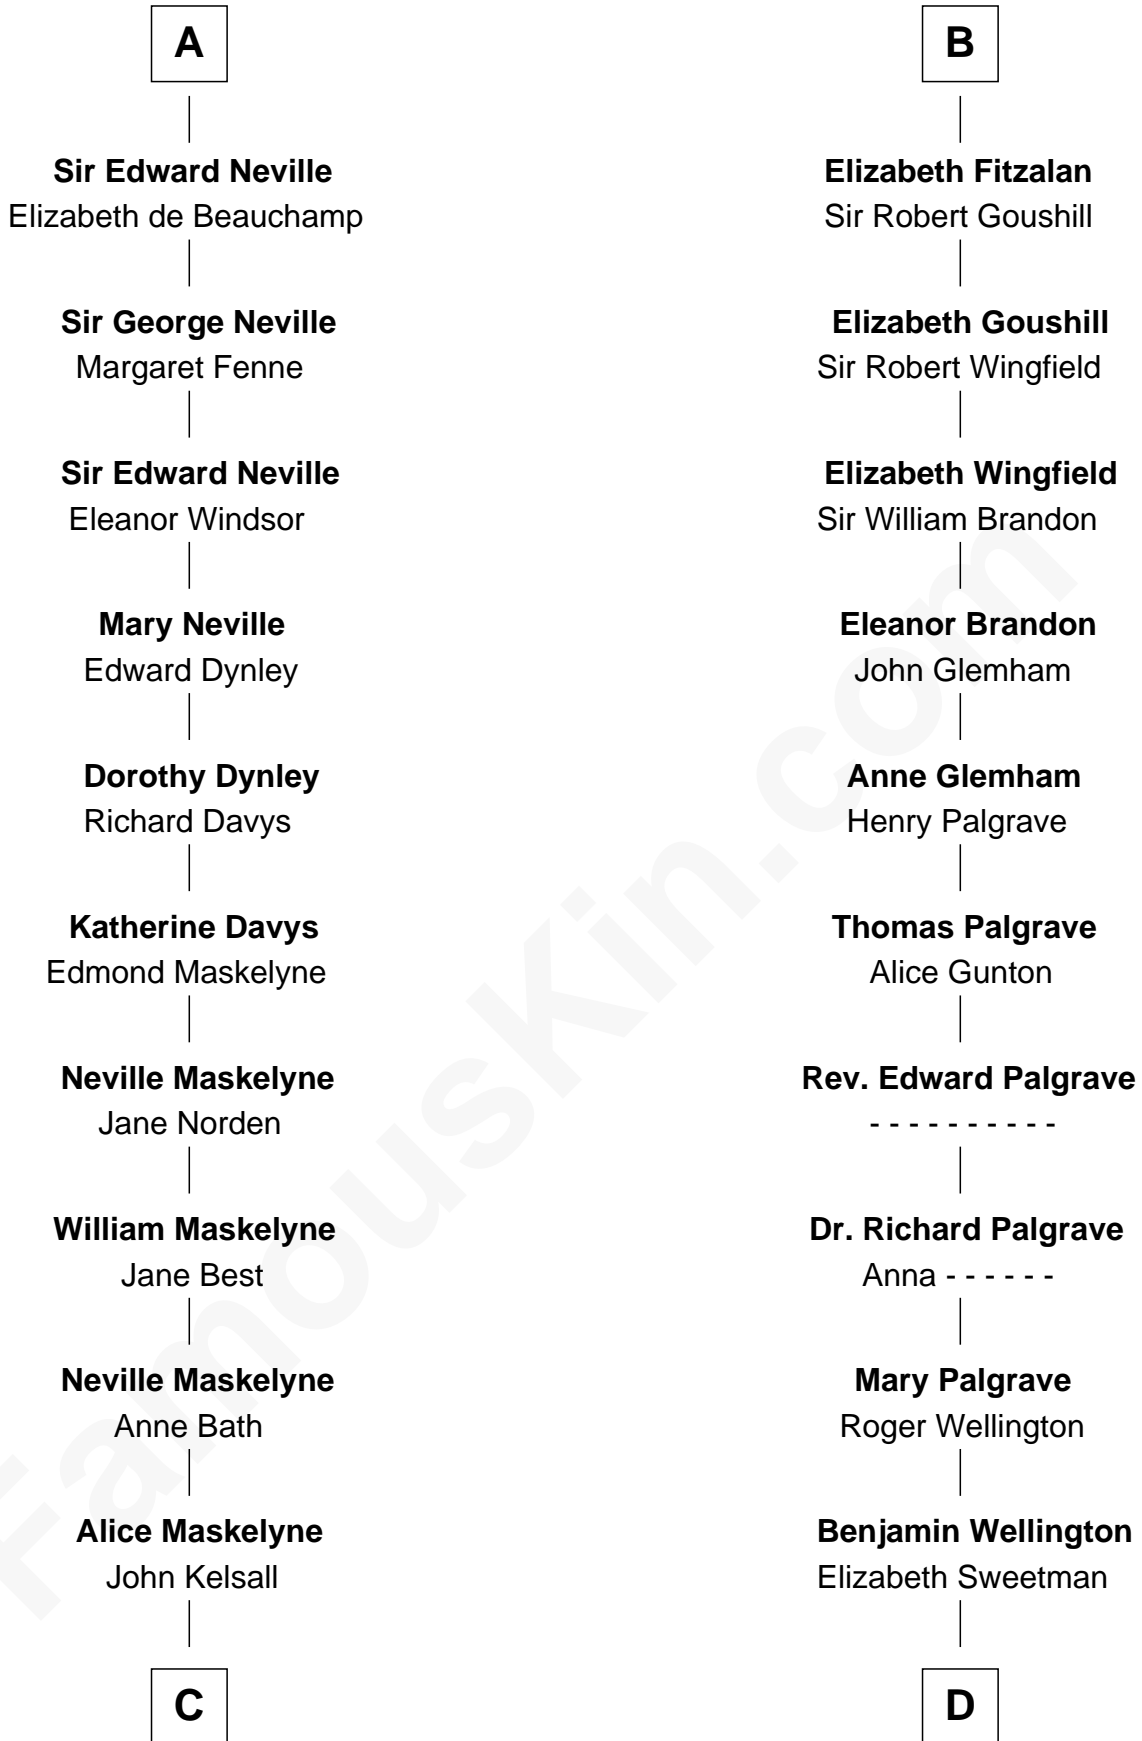 A
Sir Edward Neville
Elizabeth de Beauchamp
Sir George Neville
Margaret Fenne
Sir Edward Neville
Eleanor Windsor
Mary Neville
Edward Dynley
Dorothy Dynley
Richard Davys
Katherine Davys
Edmond Maskelyne
Neville Maskelyne
Jane Norden
William Maskelyne
Jane Best
Neville Maskelyne
Anne Bath
Alice Maskelyne
John Kelsall
C
B
Elizabeth Fitzalan
Sir Robert Goushill
Elizabeth Goushill
Sir Robert Wingfield
Elizabeth Wingfield
Sir William Brandon
Eleanor Brandon
John Glemham
Anne Glemham
Henry Palgrave
Thomas Palgrave
Alice Gunton
Rev. Edward Palgrave
- - - - - - - - - -
Dr. Richard Palgrave
Anna - - - - - -
Mary Palgrave
Roger Wellington
Benjamin Wellington
Elizabeth Sweetman
D
FamousKin.com